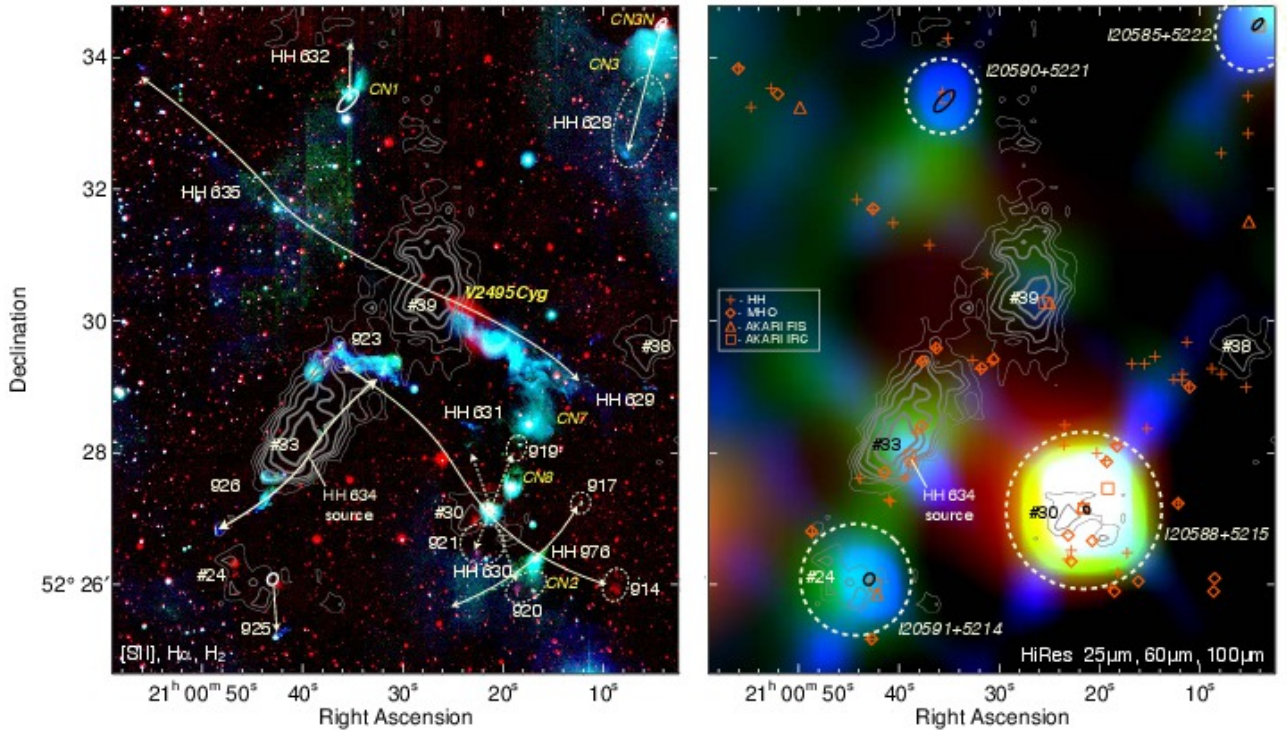 CN3N
HH 632
CN3
CN1
HH 628
HH 635
V2495Cyg
#39
923
#38
HH 631
HH 629
CN7
#33
919
926
CN8
917
HH 634
source
#30
921
HH 976
HH 630
CN2
#24
914
920
925
[SII], Hα, H₂
34
32
30
28
52° 26'
Declination
21ʰ 00ᵐ 50ˢ
40ˢ
30ˢ
20ˢ
10ˢ
Right Ascension
I20585+5222
I20590+5221
#39
- HH
- MHO
- AKARI FIS
- AKARI IRC
#38
#33
HH 634
source
#30
I20588+5215
#24
I20591+5214
HiRes 25µm, 60µm, 100µm
21ʰ 00ᵐ 50ˢ
40ˢ
30ˢ
20ˢ
10ˢ
Right Ascension